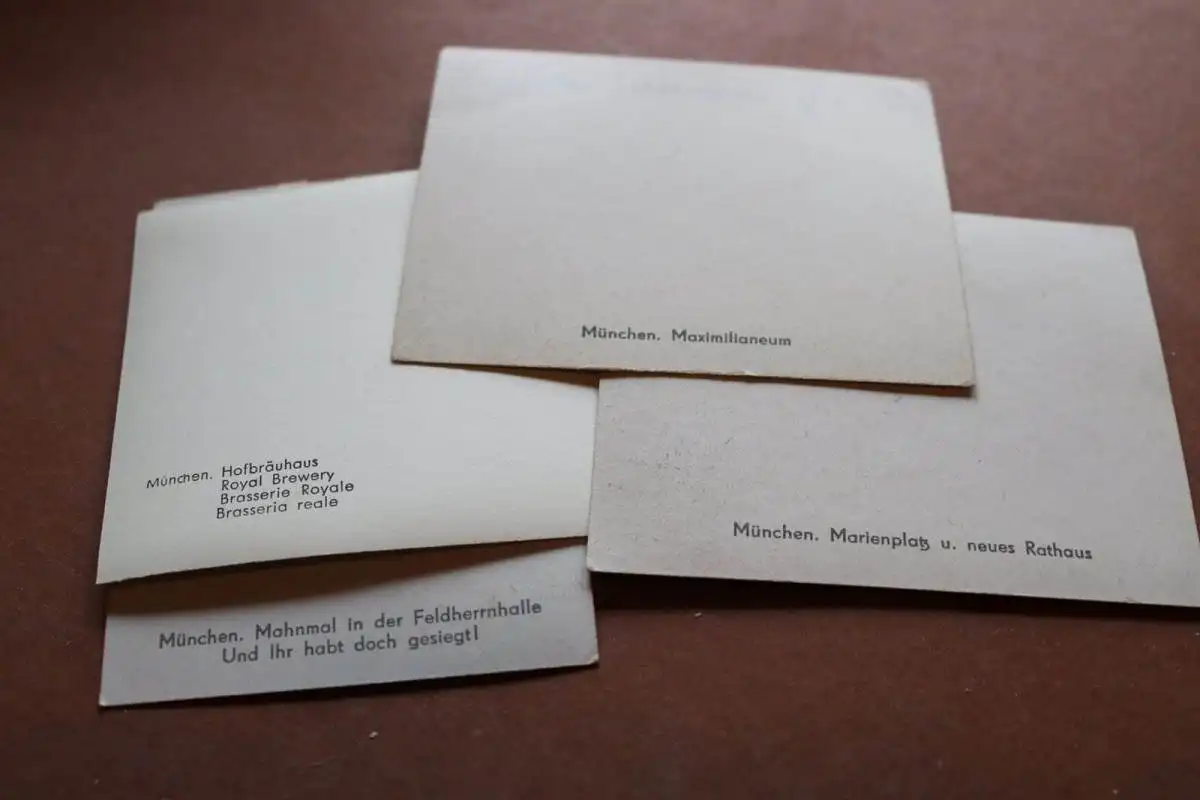 München. Maximilianeum
München. Hofbräuhaus
Royal Brewery
Brasserie Royale
Brasseria reale
München. Marienplatz u. neues Rathaus
München. Mahnmal in der Feldherrnhalle
Und Ihr habt doch gesiegt!